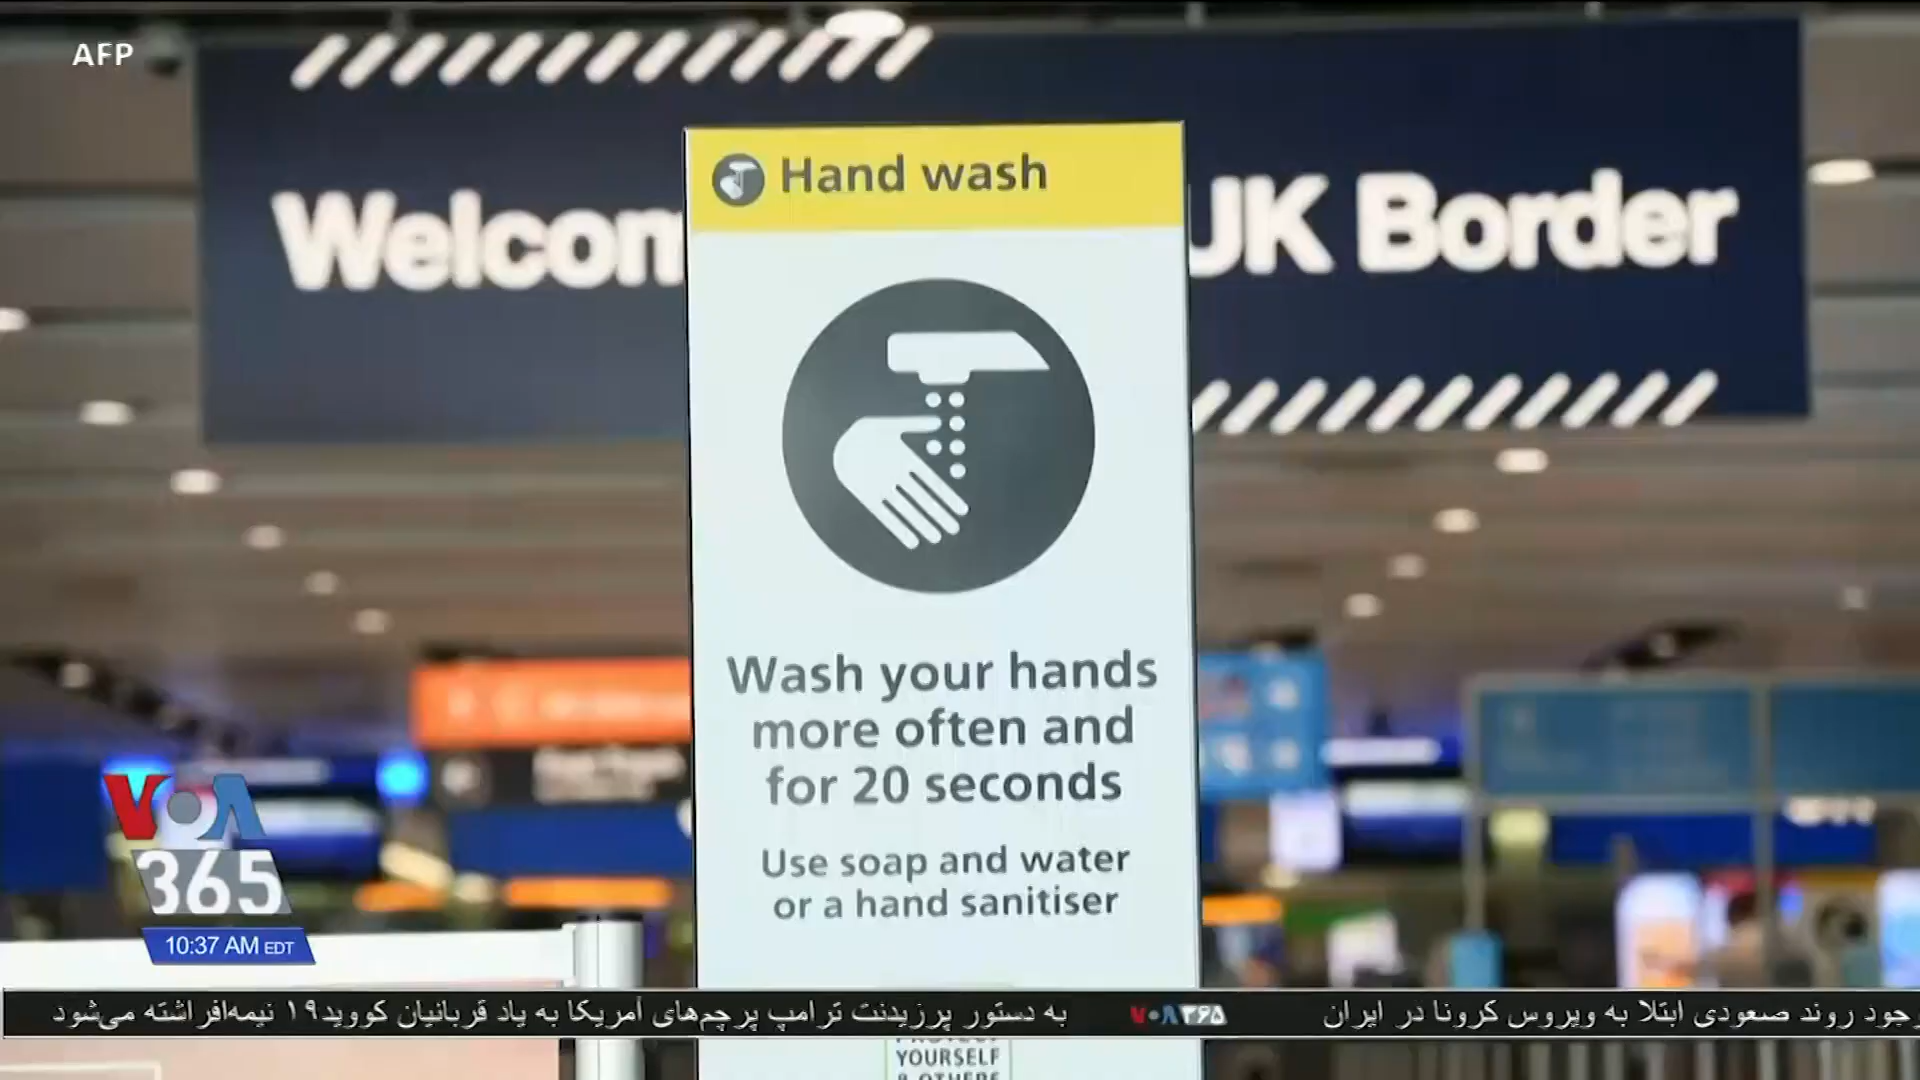 AFP
Welcom
UK Border
Hand wash
Wash your hands
more often and
for 20 seconds
Use soap and water
or a hand sanitiser
VOA
365
10:37 AM EDT
وجود روند صعودی ابتلا به ویروس کرونا در ایران
VOA۳۶۵
به دستور پرزیدنت ترامپ پرچم‌های آمریکا به یاد قربانیان کووید۱۹ نیمه‌افراشته می‌شود
YOURSELF
& OTHERS